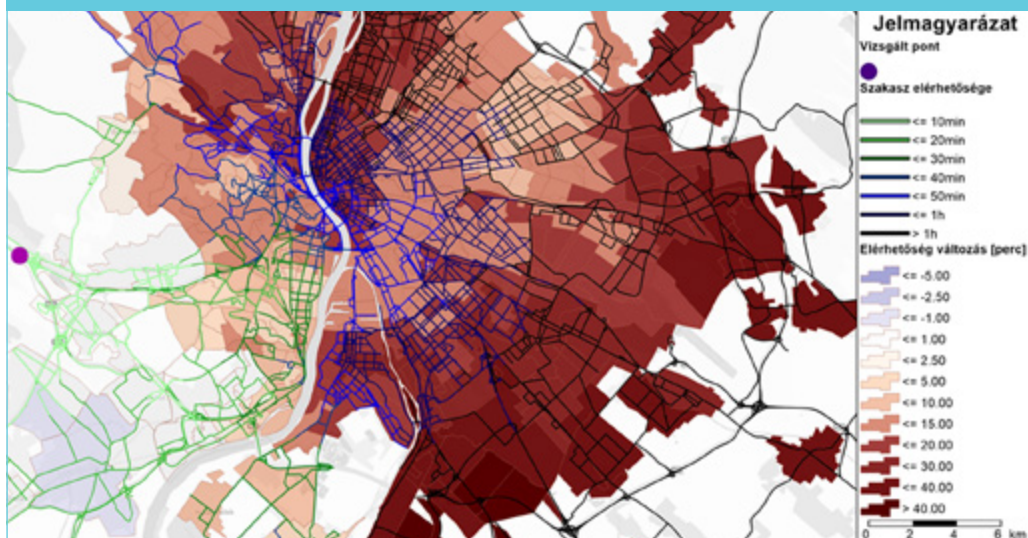 Jelmagyarázat
Vizsgált pont
Szakasz elérhetősége
<= 10min
<= 20min
<= 30min
<= 40min
<= 50min
<= 1h
> 1h
Elérhetőség változás [perc]
<= -5.00
<= -2.50
<= -1.00
<= 1.00
<= 2.50
<= 5.00
<= 10.00
<= 15.00
<= 20.00
<= 30.00
<= 40.00
> 40.00
0 2 4 6 km